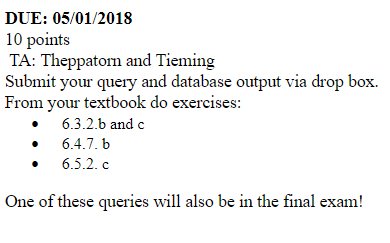 DUE: 05/01/2018
10 points
TA: Theppatorn and Tieming
Submit your query and database output via drop box.
From your textbook do exercises:
• 6.3.2.b and c
• 6.4.7. b
• 6.5.2. c
One of these queries will also be in the final exam!